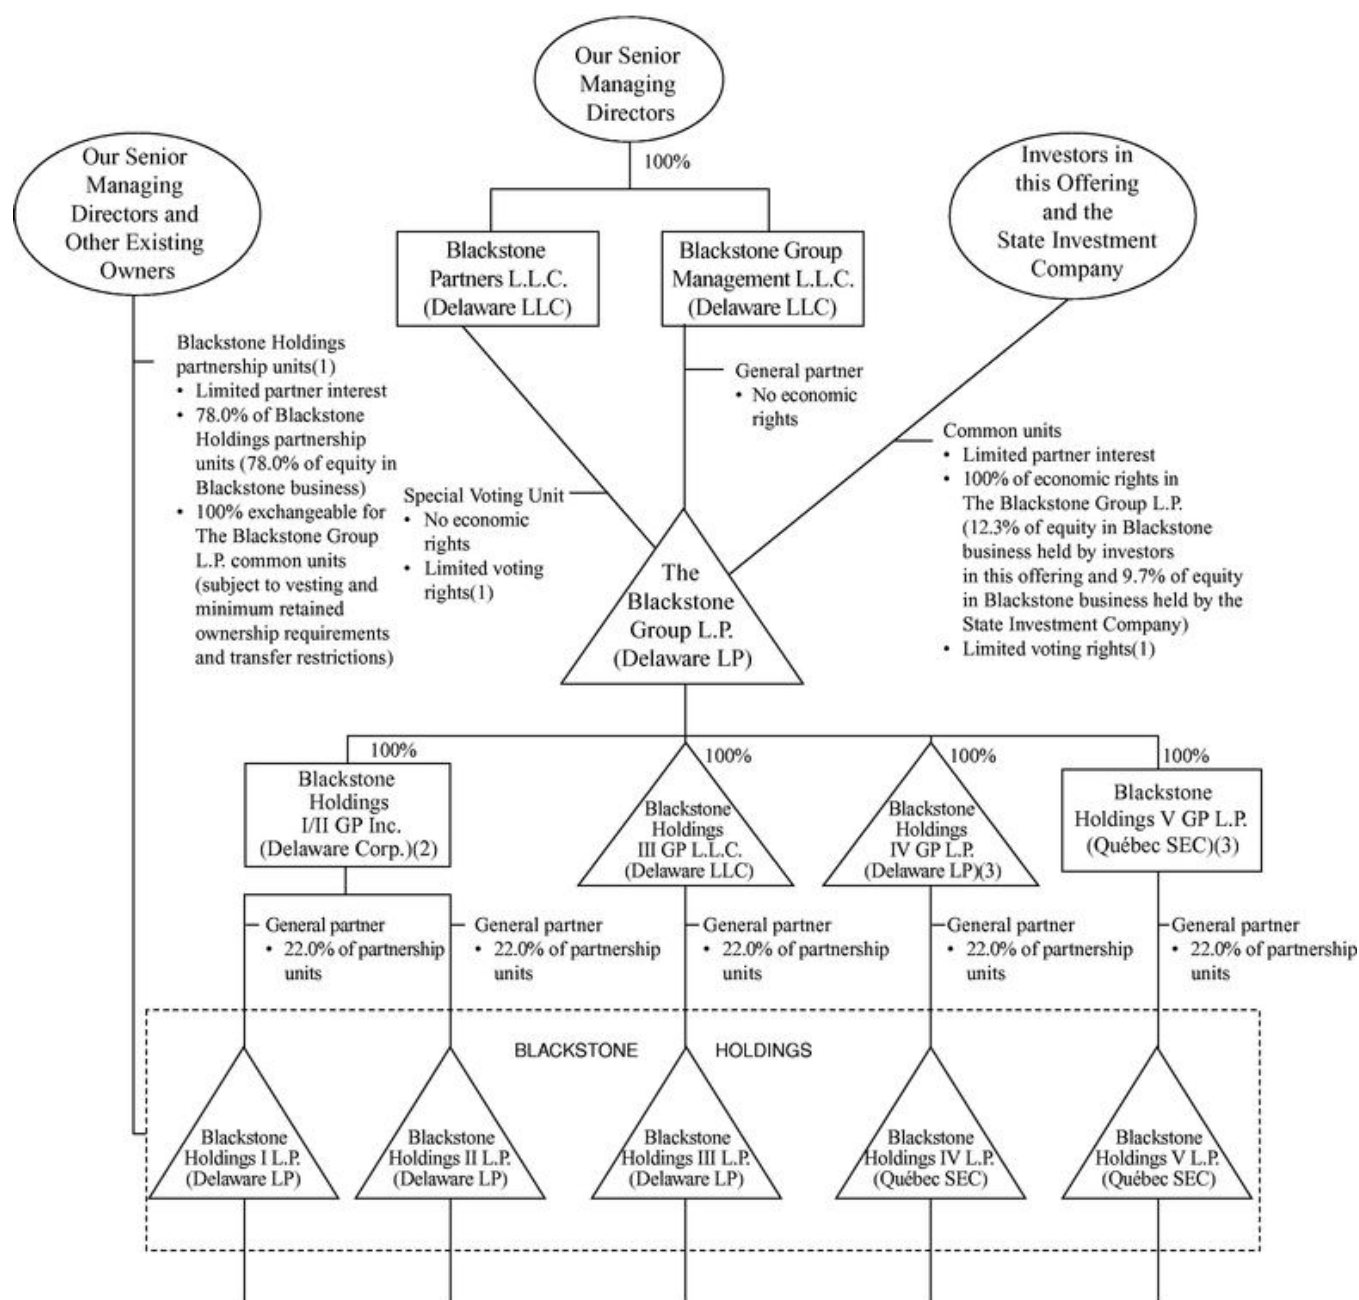 Our Senior
Managing
Directors
100%
Our Senior
Managing
Directors and
Other Existing
Owners
Investors in
this Offering
and the
State Investment
Company
Blackstone
Partners L.L.C.
(Delaware LLC)
Blackstone Group
Management L.L.C.
(Delaware LLC)
Blackstone Holdings
partnership units(1)
• Limited partner interest
• 78.0% of Blackstone
Holdings partnership
units (78.0% of equity in
Blackstone business)
• 100% exchangeable for
The Blackstone Group
L.P. common units
(subject to vesting and
minimum retained
ownership requirements
and transfer restrictions)
Special Voting Unit
• No economic
rights
• Limited voting
rights(1)
General partner
• No economic
rights
Common units
• Limited partner interest
• 100% of economic rights in
The Blackstone Group L.P.
(12.3% of equity in Blackstone
business held by investors
in this offering and 9.7% of equity
in Blackstone business held by the
State Investment Company)
• Limited voting rights(1)
The
Blackstone
Group L.P.
(Delaware LP)
100%
100%
100%
100%
Blackstone
Holdings
I/II GP Inc.
(Delaware Corp.)(2)
Blackstone
Holdings
III GP L.L.C.
(Delaware LLC)
Blackstone
Holdings
IV GP L.P.
(Delaware LP)(3)
Blackstone
Holdings V GP L.P.
(Québec SEC)(3)
General partner
• 22.0% of partnership
units
General partner
• 22.0% of partnership
units
General partner
• 22.0% of partnership
units
General partner
• 22.0% of partnership
units
General partner
• 22.0% of partnership
units
BLACKSTONE HOLDINGS
Blackstone
Holdings I L.P.
(Delaware LP)
Blackstone
Holdings II L.P.
(Delaware LP)
Blackstone
Holdings III L.P.
(Delaware LP)
Blackstone
Holdings IV L.P.
(Québec SEC)
Blackstone
Holdings V L.P.
(Québec SEC)